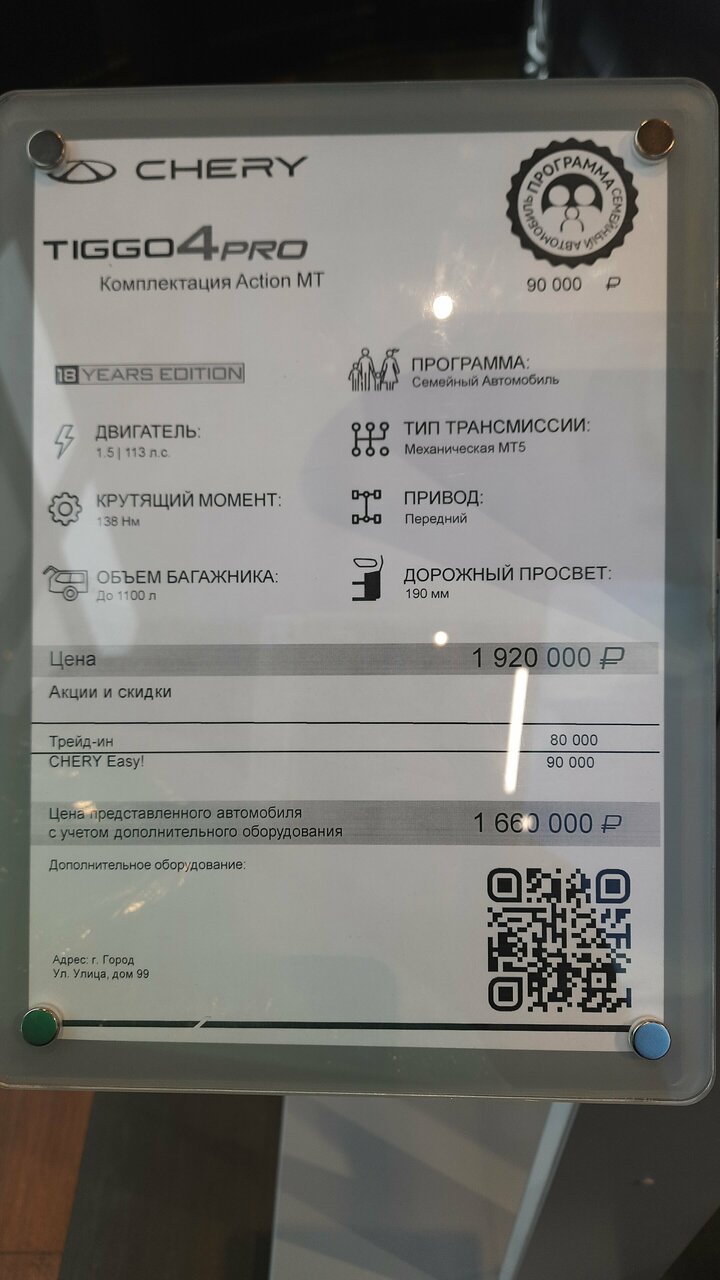 CHERY
ПРОГРАММА СЕМЕЙНЫЙ АВТОМОБИЛЬ
TIGGO4PRO
Комплектация Action MT
90 000 ₽
18 YEARS EDITION
ПРОГРАММА:
Семейный Автомобиль
ДВИГАТЕЛЬ:
1.5 | 113 л.с.
ТИП ТРАНСМИССИИ:
Механическая МТ5
КРУТЯЩИЙ МОМЕНТ:
138 Нм
ПРИВОД:
Передний
ОБЪЕМ БАГАЖНИКА:
До 1100 л
ДОРОЖНЫЙ ПРОСВЕТ:
190 мм
Цена 1 920 000 ₽
Акции и скидки
Трейд-ин 80 000
CHERY Easy! 90 000
Цена представленного автомобиля
с учетом дополнительного оборудования 1 660 000 ₽
Дополнительное оборудование:
Адрес: г. Город
Ул. Улица, дом 99